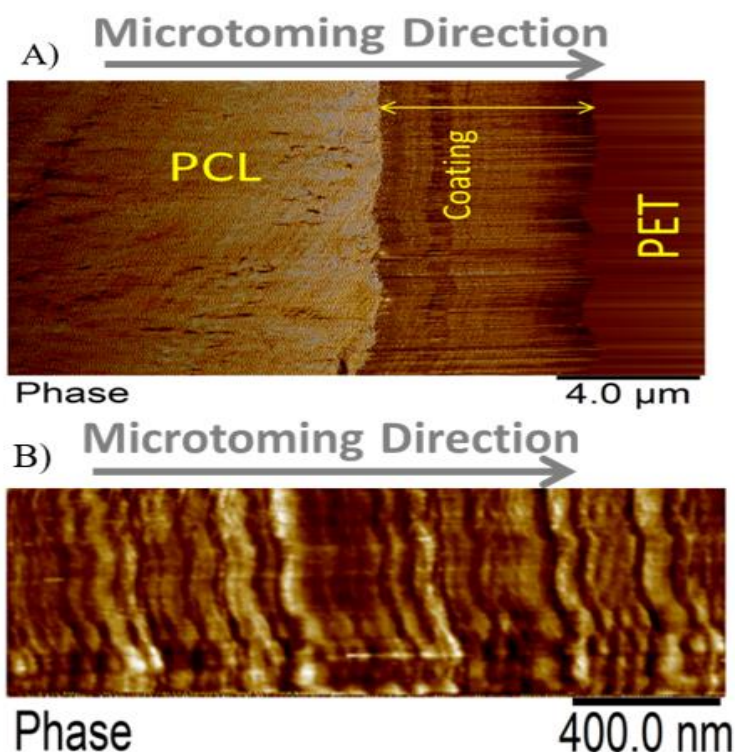 A)
Microtoming Direction
PCL
Coating
PET
Phase
4.0 µm
B)
Microtoming Direction
Phase
400.0 nm